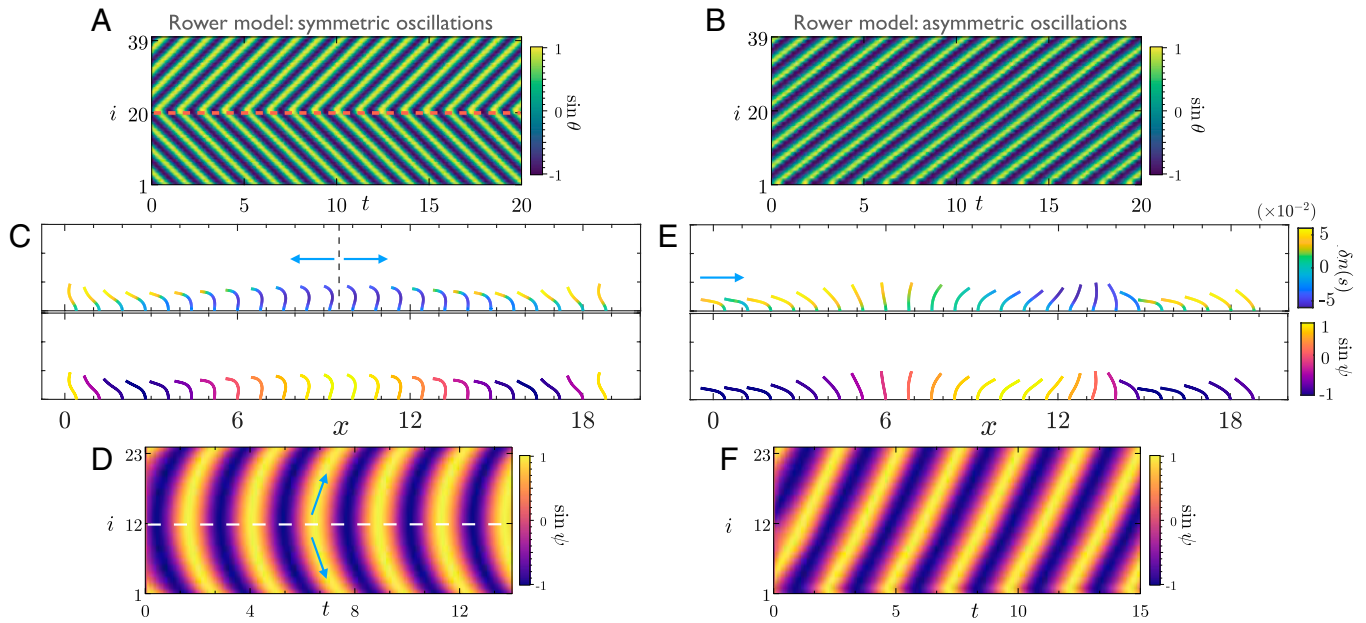 A
Rower model: symmetric oscillations
39
20
1
i
0
5
10
t
15
20
1
0
-1
sin θ
B
Rower model: asymmetric oscillations
39
20
1
i
0
5
10
t
15
20
1
0
-1
sin θ
C
0
6
x
12
18
E
(×10⁻²)
5
0
-5
δn(s)
1
0
-1
sin ψ
0
6
x
12
18
D
23
12
1
i
0
4
t
8
12
1
0
-1
sin ψ
F
23
12
1
i
0
5
t
10
15
1
0
-1
sin ψ